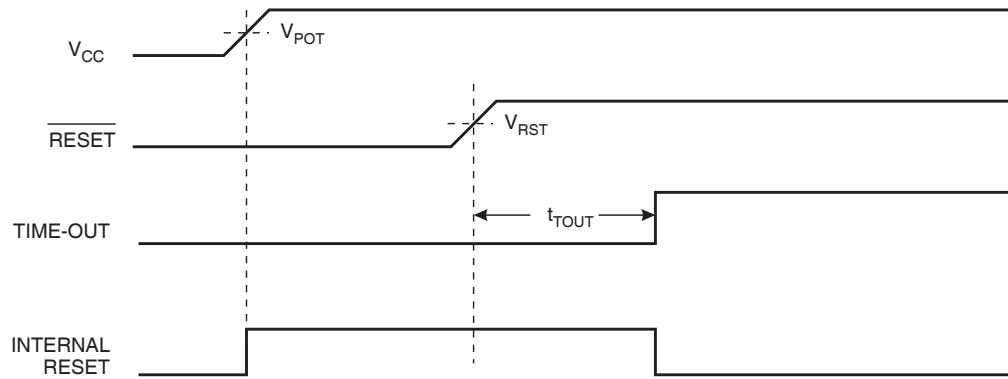 V_CC
V_POT
RESET
V_RST
t_TOUT
TIME-OUT
INTERNAL
RESET